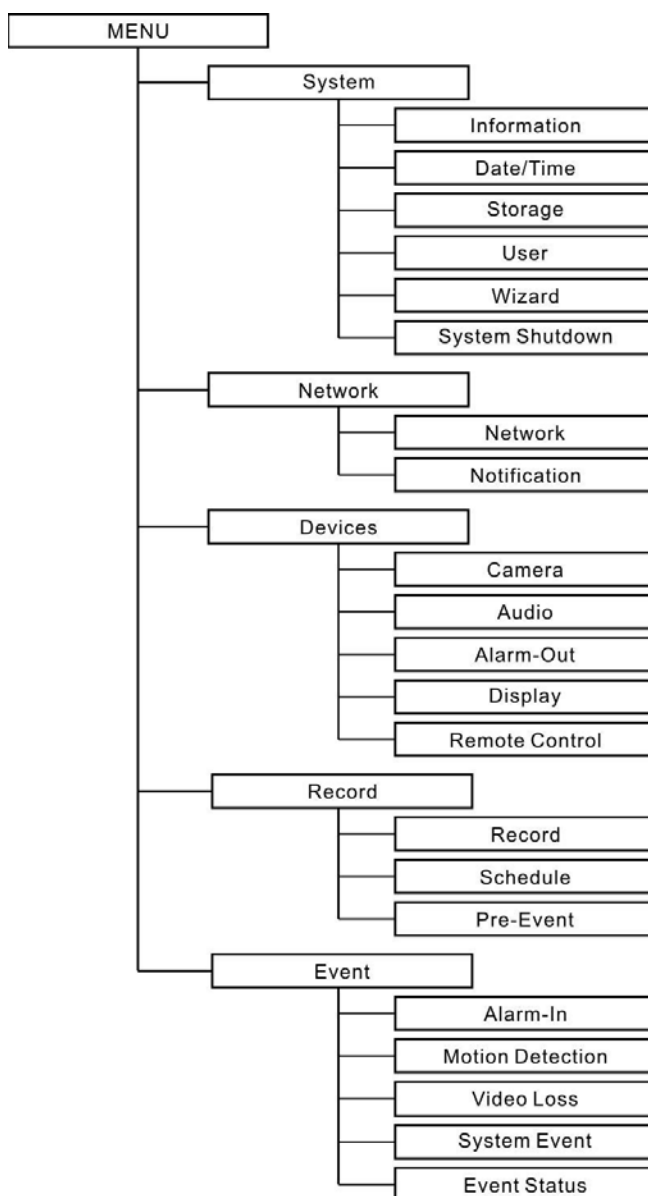 MENU
System
Information
Date/Time
Storage
User
Wizard
System Shutdown
Network
Network
Notification
Devices
Camera
Audio
Alarm-Out
Display
Remote Control
Record
Record
Schedule
Pre-Event
Event
Alarm-In
Motion Detection
Video Loss
System Event
Event Status